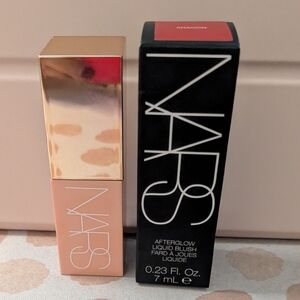 NARS
NARS
AFTERGLOW
LIQUID BLUSH
FARD À JOUES
LIQUIDE
0.23 Fl. Oz.
7 mL e